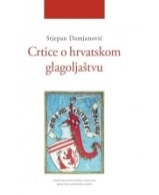 Stjepan Damjanović
Crtice o hrvatskom
glagoljaštvu